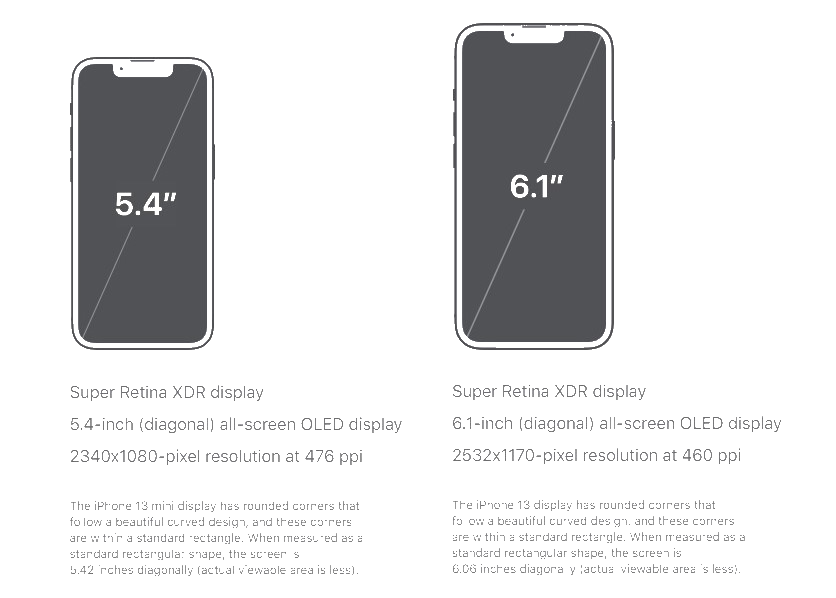 5.4″
Super Retina XDR display
5.4-inch (diagonal) all-screen OLED display
2340x1080-pixel resolution at 476 ppi
The iPhone 13 mini display has rounded corners that
follow a beautiful curved design, and these corners
are within a standard rectangle. When measured as a
standard rectangular shape, the screen is
5.42 inches diagonally (actual viewable area is less).
6.1″
Super Retina XDR display
6.1-inch (diagonal) all-screen OLED display
2532x1170-pixel resolution at 460 ppi
The iPhone 13 display has rounded corners that
follow a beautiful curved design, and these corners
are within a standard rectangle. When measured as a
standard rectangular shape, the screen is
6.06 inches diagonally (actual viewable area is less).